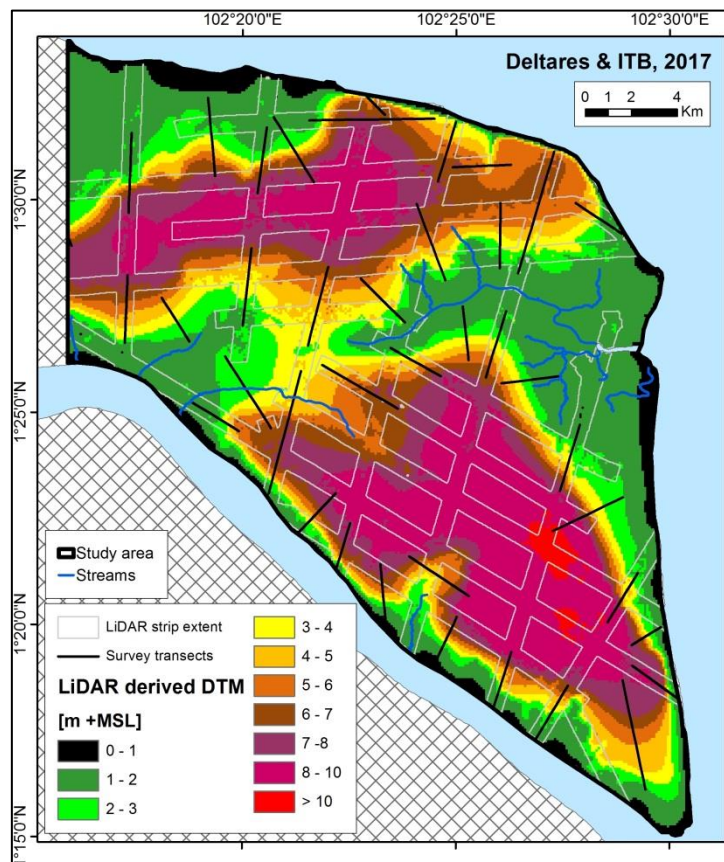 102°20'0"E 102°25'0"E 102°30'0"E
Deltares & ITB, 2017
0 1 2 4
Km
1°30'0"N
1°25'0"N
1°20'0"N
1°15'0"N
Study area
Streams
LiDAR strip extent
Survey transects
LiDAR derived DTM
[m +MSL]
0 - 1
1 - 2
2 - 3
3 - 4
4 - 5
5 - 6
6 - 7
7 -8
8 - 10
> 10